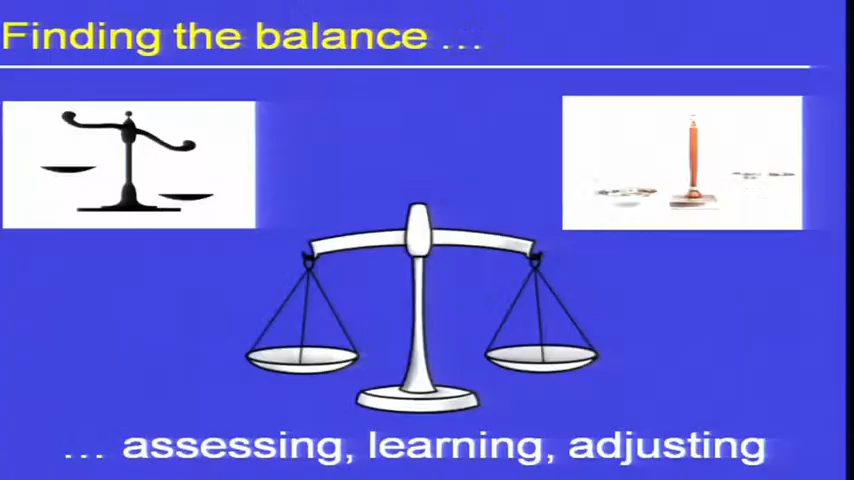 Finding the balance ...
... assessing, learning, adjusting